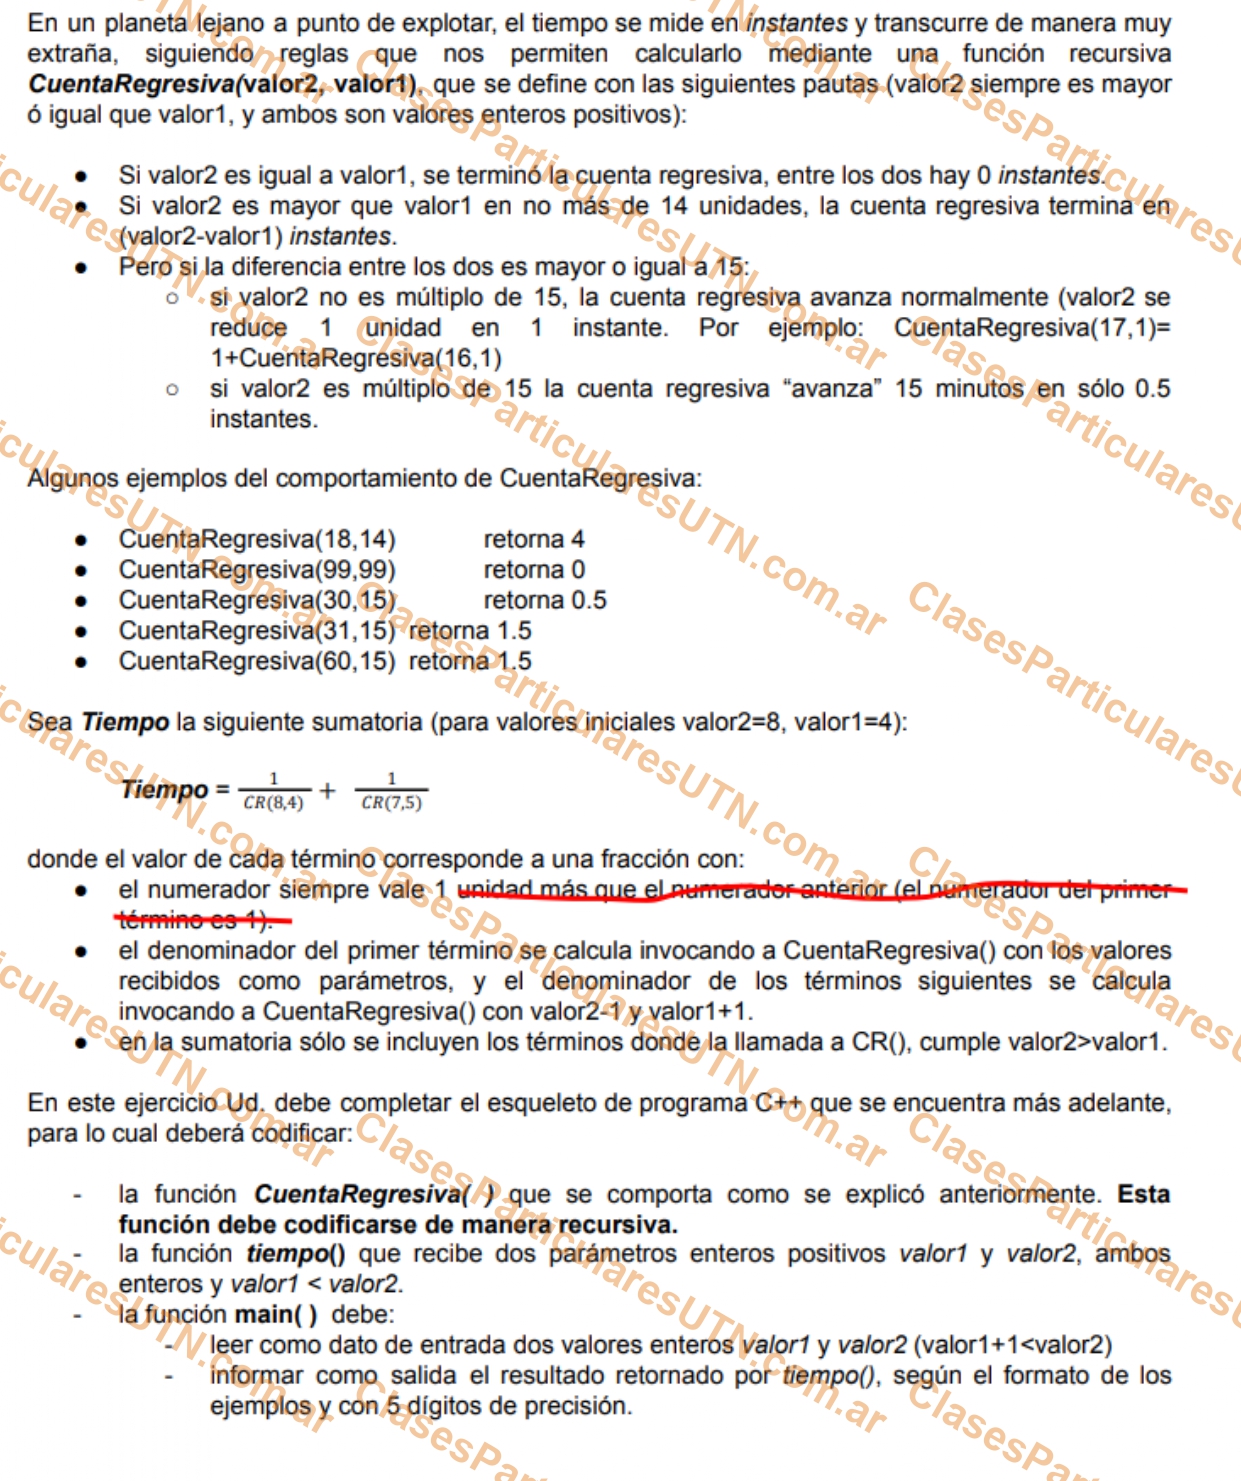 En un planeta lejano a punto de explotar, el tiempo se mide en instantes y transcurre de manera muy
extraña, siguiendo reglas que nos permiten calcularlo mediante una función recursiva
CuentaRegresiva(valor2, valor1), que se define con las siguientes pautas (valor2 siempre es mayor
ó igual que valor1, y ambos son valores enteros positivos):
● Si valor2 es igual a valor1, se terminó la cuenta regresiva, entre los dos hay 0 instantes.
● Si valor2 es mayor que valor1 en no más de 14 unidades, la cuenta regresiva termina en
(valor2-valor1) instantes.
● Pero si la diferencia entre los dos es mayor o igual a 15:
○ si valor2 no es múltiplo de 15, la cuenta regresiva avanza normalmente (valor2 se
reduce 1 unidad en 1 instante. Por ejemplo: CuentaRegresiva(17,1)=
1+CuentaRegresiva(16,1)
○ si valor2 es múltiplo de 15 la cuenta regresiva “avanza” 15 minutos en sólo 0.5
instantes.
Algunos ejemplos del comportamiento de CuentaRegresiva:
● CuentaRegresiva(18,14) retorna 4
● CuentaRegresiva(99,99) retorna 0
● CuentaRegresiva(30,15) retorna 0.5
● CuentaRegresiva(31,15) retorna 1.5
● CuentaRegresiva(60,15) retorna 1.5
Sea Tiempo la siguiente sumatoria (para valores iniciales valor2=8, valor1=4):
Tiempo = 1/CR(8,4) + 1/CR(7,5)
donde el valor de cada término corresponde a una fracción con:
● el numerador siempre vale 1 unidad más que el numerador anterior (el numerador del primer
término es 1).
● el denominador del primer término se calcula invocando a CuentaRegresiva() con los valores
recibidos como parámetros, y el denominador de los términos siguientes se calcula
invocando a CuentaRegresiva() con valor2-1 y valor1+1.
● en la sumatoria sólo se incluyen los términos donde la llamada a CR(), cumple valor2>valor1.
En este ejercicio Ud. debe completar el esqueleto de programa C++ que se encuentra más adelante,
para lo cual deberá codificar:
- la función CuentaRegresiva( ) que se comporta como se explicó anteriormente. Esta
función debe codificarse de manera recursiva.
- la función tiempo() que recibe dos parámetros enteros positivos valor1 y valor2, ambos
enteros y valor1 < valor2.
- la función main( ) debe:
- leer como dato de entrada dos valores enteros valor1 y valor2 (valor1+1<valor2)
- informar como salida el resultado retornado por tiempo(), según el formato de los
ejemplos y con 5 dígitos de precisión.
ClasesParticularesUTN.com.ar